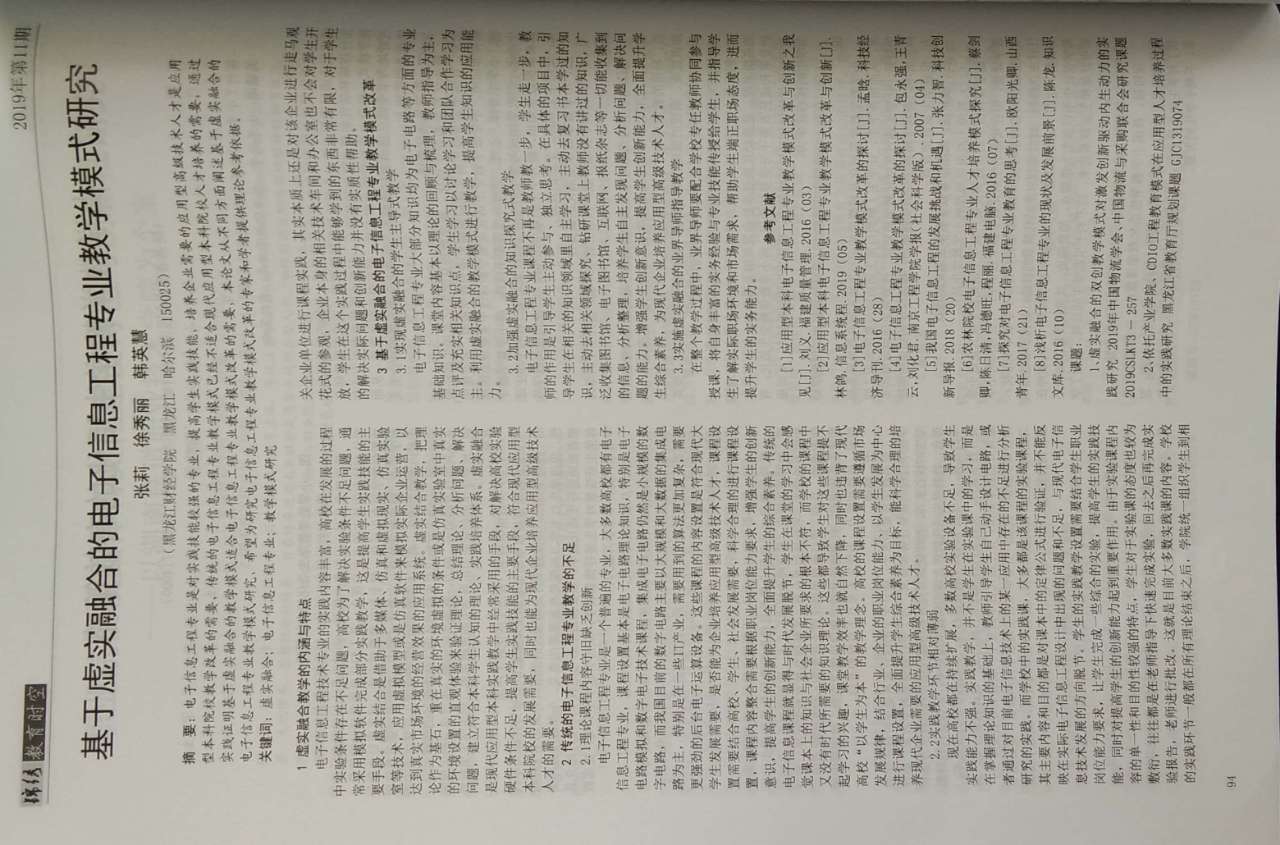 锦绣 教育时空
2019年第11期
基于虚实融合的电子信息工程专业教学模式研究
张莉 徐秀丽 韩英慧
（黑龙江财经学院 黑龙江 哈尔滨 150025）
摘 要：电子信息工程专业是对实践技能较强的专业，提高学生实践技能，培养企业需要的应用型高级技术人才是应用
型本科院校教学改革的需要、传统的电子信息工程专业教学模式已经不适合现代应用型本科院校人才培养的需要，通过
实践证明基于虚实融合的教学模式适合电子信息工程专业教学模式改革的需要，本论文从不同方面阐述基于虚实融合的
电子信息工程专业教学模式研究，希望为研究电子信息工程专业教学模式改革的专家和学者提供理论参考依据。
关键词：虚实融合；电子信息工程专业；教学模式研究
1 虚实融合教学的内涵与特点
电子信息工程技术专业的实践内容丰富，高校在发展的过程
中实验条件存在不足问题，高校为了解决实验条件不足问题，通
常采用模拟软件完成部分实践教学，这是提高学生实践技能的主
要手段。虚实结合是借助于多媒体、仿真和虚拟现实、仿真实验
室等技术，应用虚拟模型或是仿真软件来模拟实际企业运营，以
达到真实市场环境的经营效果的应用系统。虚实结合教学，把理
论作为基石，重在真实的环境虚拟的条件或是仿真实验室中真实
的环境设置的直观体验来验证理论、总结理论、分析问题、解决
问题，建立符合本科学生认知的理论、实践培养体系。虚实融合
是现代应用型本科实践教学中经常采用的手段，对解决高校实验
硬件条件不足，提高学生实践技能的主要手段，符合现代应用型
本科院校的发展需要，同时也能为现代企业培养应用型高级技术
人才的需要。
2 传统的电子信息工程专业教学的不足
2.1理论课程内容守旧缺乏创新
电子信息工程专业是一个普遍的专业，大多数高校都有电子
信息工程专业，课程设置基本是电子电路理论知识，特别是电子
电路模拟和数字电子技术课程，集成电子电路仍然是小规模的数
字电路，而我国目前的数字电路主要以大规模和大数据的集成电
路为主，特别是在一些IT产业，需要用到的算法更加复杂，需要
更强劲的后台电子运算设备，这些课程的内容设置是否符合现代大
学生发展需要，是否能为企业培养应用型高级技术人才，课程设
置需要结合高校、学生、社会发展需要，科学合理的进行课程设
置，课程内容整合需要根据职业岗位能力要求，增强学生的创新
意识，提高学生的创新能力，全面提升学生的综合素养。传统的
电子信息课程就显得与时代发展脱节，学生在课堂的学习中会感
觉课本上的知识与社会及企业所要求的根本不符，而学校的课程中
又没有时代所需要的知识和理论，这些都导致学生对这些课程提不
起学习的兴趣，课堂教学效率也就自然下降，同时也违背了现代
高校“以学生为本”的教学理念。高校的课程设置需要遵循市场
发展规律，结合行业、企业的职业岗位能力、以学生发展为中心
进行课程设置，全面提升学生综合素养为目标，能科学合理的培
养现代企业所需要的应用型高级技术人才。
2.2实践教学环节相对薄弱
现在高校都在持续扩展，多数高校实验设备不足，导致学生
实践能力不强。实践教学，并不是学生在实验课中的学习，而是
在掌握理论知识的基础上，教师引导学生自己动手设计电路，或
者通过对目前电子信息技术上的某一应用中存在的不足进行分析
研究的实践。而学校中的实践课，大多都是该课程的实验课程，
其主要内容和目的都是对课本中的定律公式进行验证，并不能反
映在实际电子信息工程设计中出现的问题和不足，与现代电子信
息技术发展的方向脱节。学生的实践教学设置需要结合学生职业
岗位能力要求，让学生完成一些综合的实验，提高学生的实践技
能，同时对提高学生的创新能力起到重要作用。由于实验课程内
容的单一性和目的性较强的特点，学生对于实验课的态度也较为
敷衍，往往都是在老师指导下快速完成实验，回去之后再完成实
验报告，老师进行批改。这就是目前大多数实践课的内容。学校
的实践环节一般都在所有理论结束之后，学院统一组织学生到相
关企业单位进行课程实践，其实本质上还是对该企业进行走马观
花式的参观，企业本身的相关技术车间和办公室也不会对学生开
放，学生在这个实践过程中能够学到的东西非常有限，对于学生
的解决实际问题和创新能力并没有实质性帮助。
3 基于虚实融合的电子信息工程专业教学模式改革
3.1实现虚实融合的学生主导式教学
电子信息工程专业大部分知识均为电子电路等方面的专业
基础知识，课堂内容基本以理论的回顾与梳理，教师指导为主，
点评及充实相关知识点，学生学习以讨论学习和团队合作学习为
主。利用虚实融合的教学模式进行教学，提高学生知识的应用能
力。
3.2加强虚实融合的知识探究式教学
电子信息工程专业课程不再是教师教一步，学生走一步，教
师的作用是引导学生主动参与、独立思考。在具体的项目中，引
导学生在相关的知识领域里自主学习，主动去复习书本学过的知
识，主动去相关领域探究、钻研课堂上教师没有讲过的知识，广
泛收集图书馆、电子图书馆、互联网、报纸杂志等一切能收集到
的信息，分析整理，培养学生自主发现问题、分析问题、解决问
题的能力。增强学生创新意识，提高学生创新能力，全面提升学
生综合素养，为现代企业培养应用型高级技术人才。
3.3实施虚实融合的业界导师指导教学
在整个教学过程中，业界导师要配合学校专任教师协同参与
授课，将自身丰富的实务经验与专业技能传授给学生，并指导学
生了解实际职场环境和市场需求，帮助学生端正职场态度，进而
提升学生的实务能力。
参考文献
[1]应用型本科电子信息工程专业教学模式改革与创新之我
见[J]. 刘义. 福建质量管理. 2016（03）
[2]应用型本科电子信息工程专业教学模式改革与创新[J].
林鸽. 信息系统工程. 2019（05）
[3]电子信息工程专业教学模式改革的探讨[J]. 孟晗. 科技经
济导刊. 2016（28）
[4]电子信息工程专业教学模式改革的探讨[J]. 包永强,王青
云,刘化君. 南京工程学院学报(社会科学版). 2007（04）
[5]我国电子信息工程的发展挑战和机遇[J]. 张力智. 科技创
新导报. 2018（20）
[6]农林院校电子信息工程专业人才培养模式探究[J]. 蔡剑
卿,陈日清,冯德旺,程丽. 福建电脑. 2016（07）
[7]探究对电子信息工程专业教育的思考[J]. 欧阳光卿. 山西
青年. 2017（21）
[8]浅析电子信息工程专业的现状及发展前景[J]. 陈龙. 知识
文库. 2016（10）
课题：
1、虚实融合的双创教学模式对激发创新驱动内生动力的实
践研究 2019年中国物流学会、中国物流与采购联合会研究课题
2019CSLKT3－257
2、依托产业学院、CDIO工程教育模式在应用型人才培养过程
中的实践研究 黑龙江省教育厅规划课题 GJC1319074
94